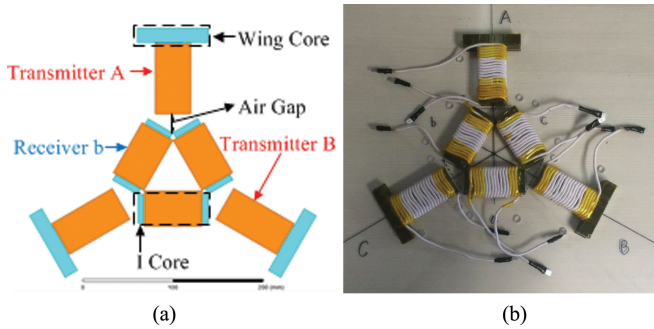 Wing Core
Transmitter A
Air Gap
Receiver b
Transmitter B
I Core
0
100
200 (mm)
(a)
A
b
c
C
B
(b)